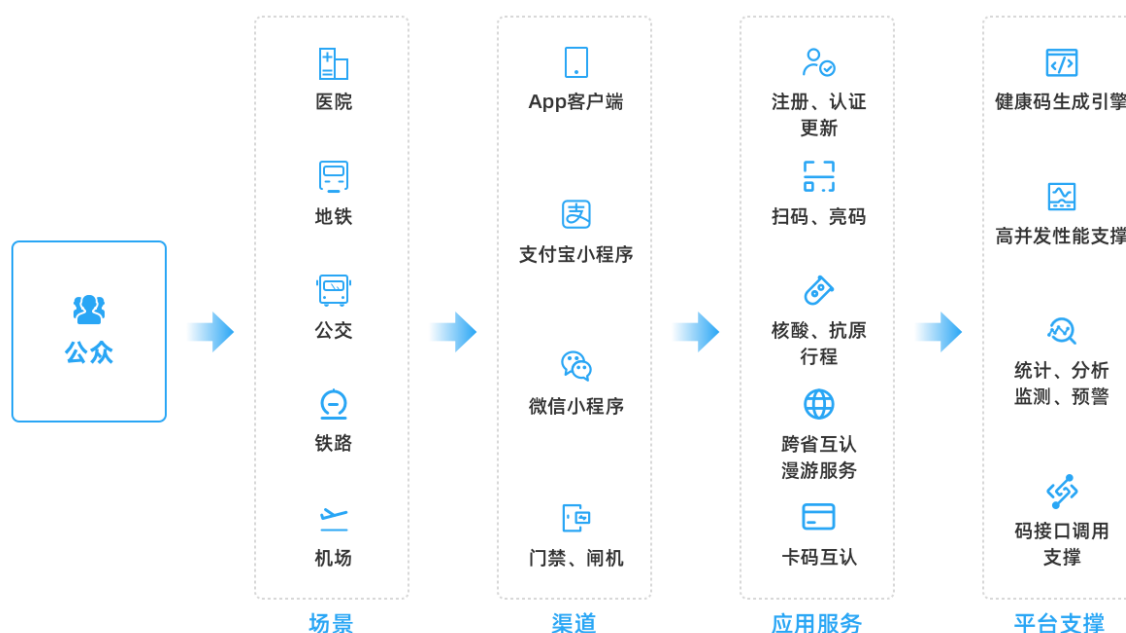 公众
医院
地铁
公交
铁路
机场
场景
App客户端
支付宝小程序
微信小程序
门禁、闸机
渠道
注册、认证
更新
扫码、亮码
核酸、抗原
行程
跨省互认
漫游服务
卡码互认
应用服务
健康码生成引擎
高并发性能支撑
统计、分析
监测、预警
码接口调用
支撑
平台支撑